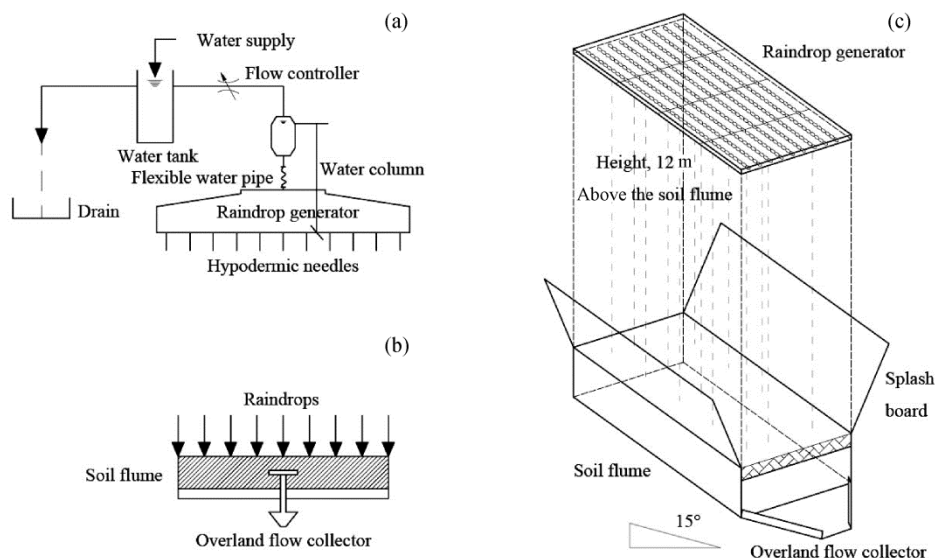 (a)
Water supply
Flow controller
Water tank
Flexible water pipe
Water column
Drain
Raindrop generator
Hypodermic needles
(b)
Raindrops
Soil flume
Overland flow collector
(c)
Raindrop generator
Height, 12 m
Above the soil flume
Splash
board
Soil flume
15°
Overland flow collector